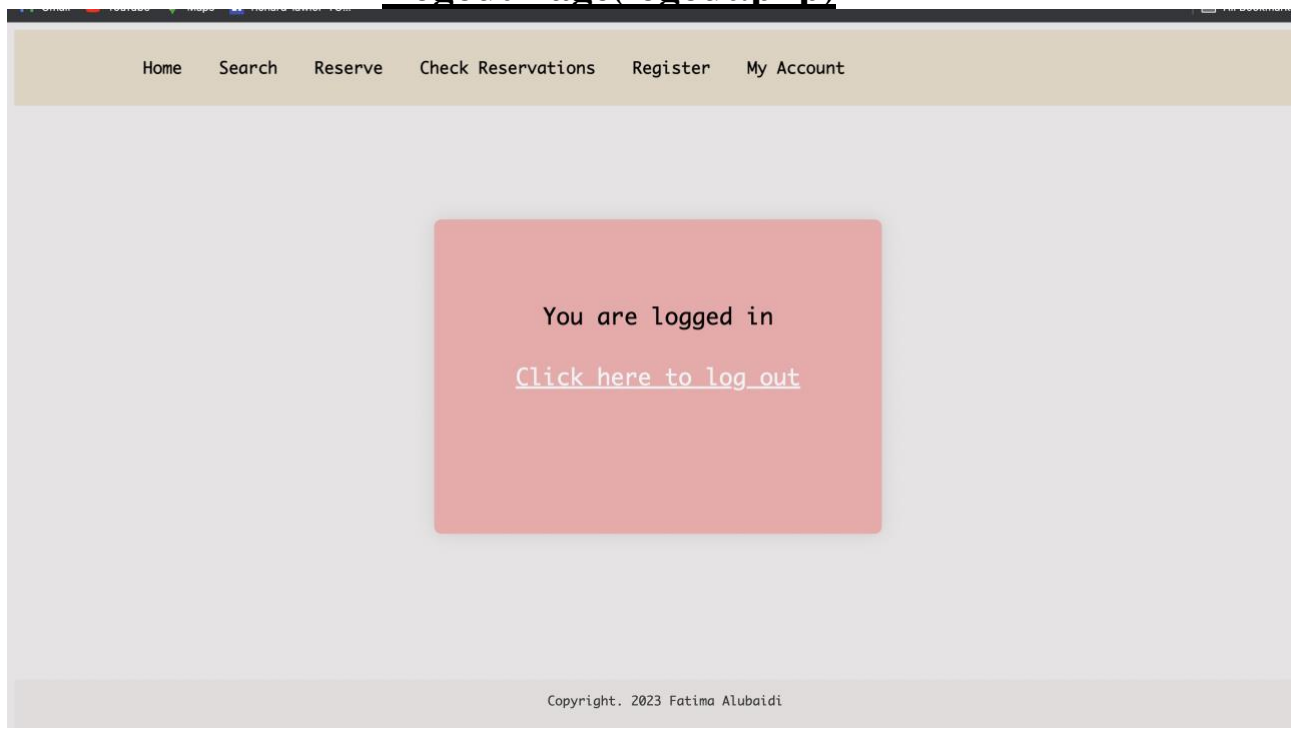 Home Search Reserve Check Reservations Register My Account
You are logged in
Click here to log out
Copyright. 2023 Fatima Alubaidi